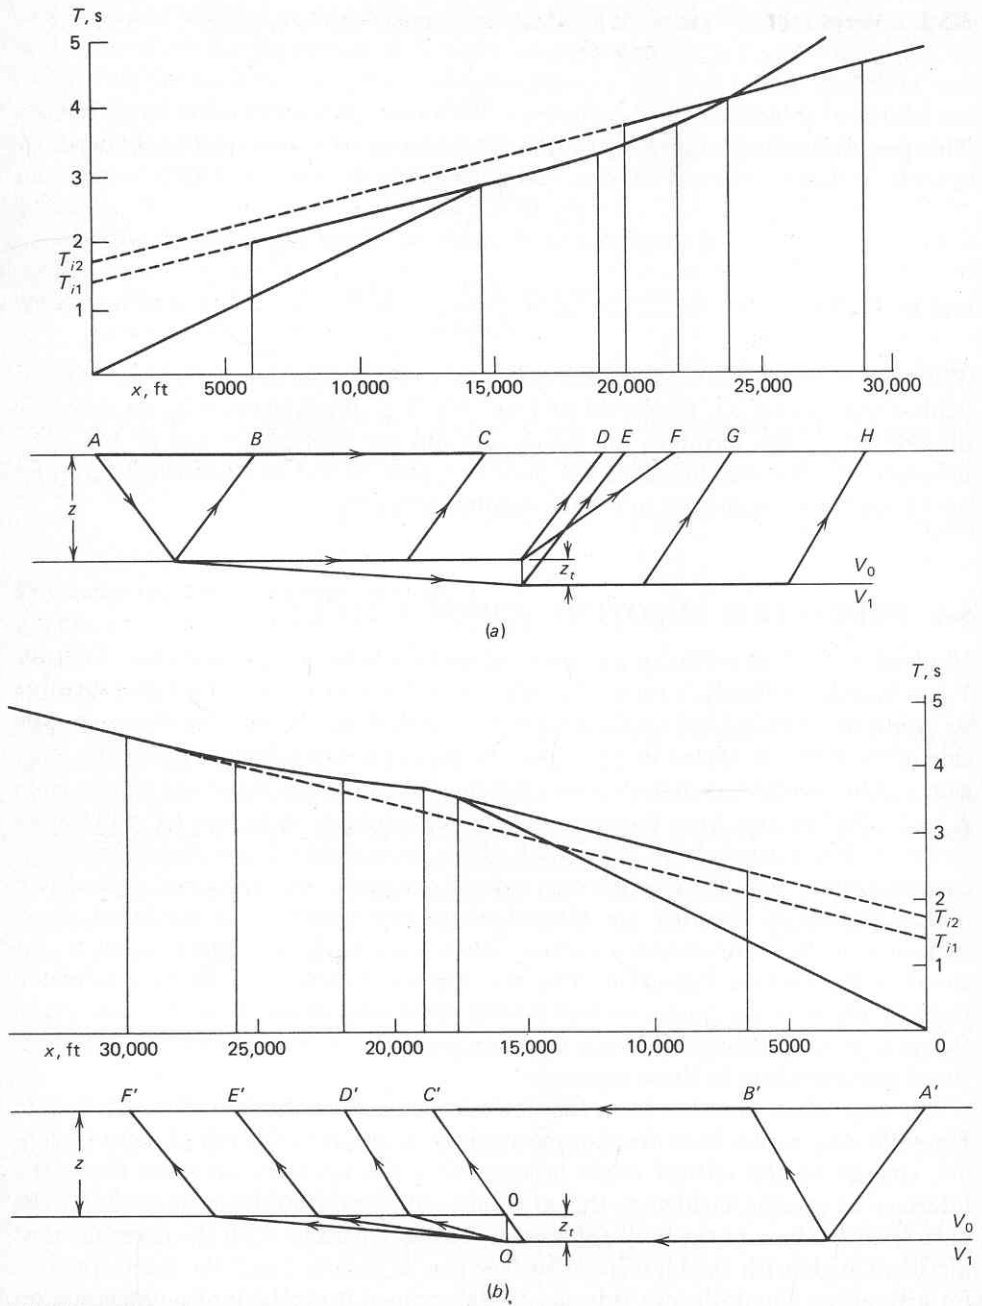 T, s
5
4
3
2
T_i2
T_i1
1
x, ft 5000 10,000 15,000 20,000 25,000 30,000
A B C D E F G H
z
z_t
V_0
V_1
(a)
T, s
5
4
3
2
T_i2
T_i1
1
x, ft 30,000 25,000 20,000 15,000 10,000 5000 0
F' E' D' C' B' A'
z
O
z_t
V_0
V_1
O
(b)